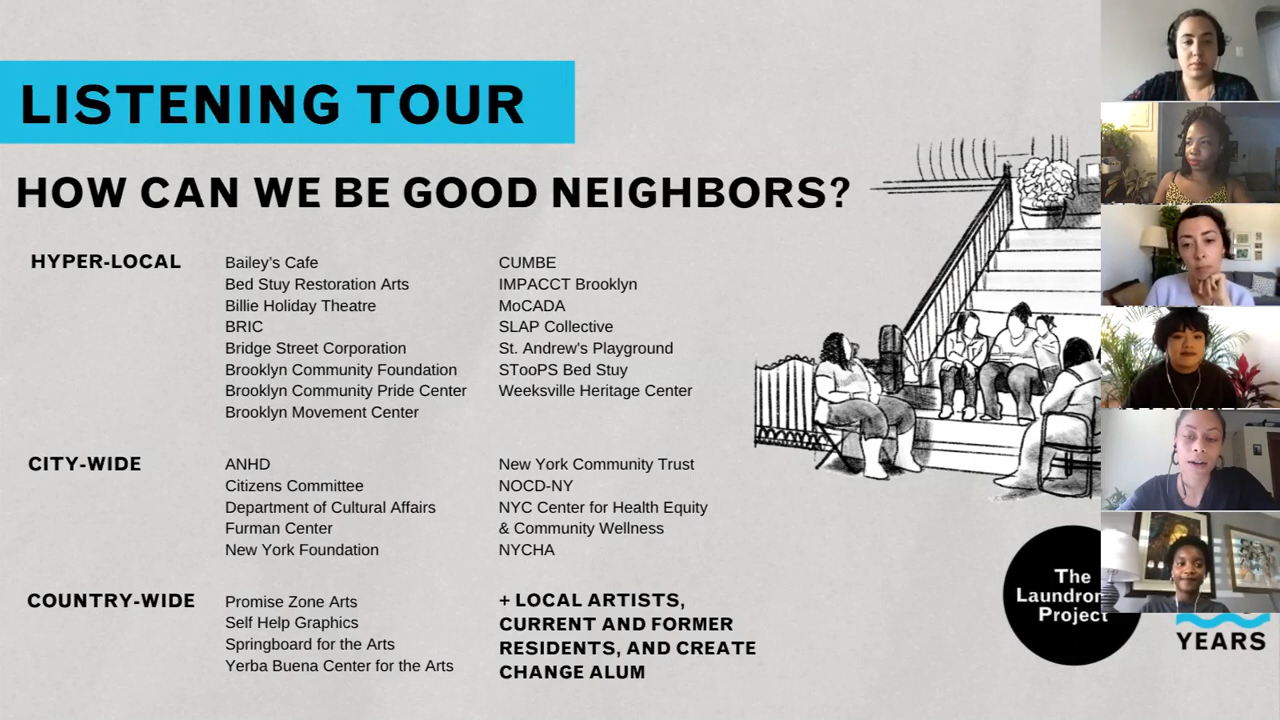 LISTENING TOUR
HOW CAN WE BE GOOD NEIGHBORS?
HYPER-LOCAL
Bailey's Cafe
Bed Stuy Restoration Arts
Billie Holiday Theatre
BRIC
Bridge Street Corporation
Brooklyn Community Foundation
Brooklyn Community Pride Center
Brooklyn Movement Center
CUMBE
IMPACCT Brooklyn
MoCADA
SLAP Collective
St. Andrew's Playground
STooPS Bed Stuy
Weeksville Heritage Center
CITY-WIDE
ANHD
Citizens Committee
Department of Cultural Affairs
Furman Center
New York Foundation
New York Community Trust
NOCD-NY
NYC Center for Health Equity
& Community Wellness
NYCHA
COUNTRY-WIDE
Promise Zone Arts
Self Help Graphics
Springboard for the Arts
Yerba Buena Center for the Arts
+ LOCAL ARTISTS,
CURRENT AND FORMER
RESIDENTS, AND CREATE
CHANGE ALUM
The
Project
YEARS